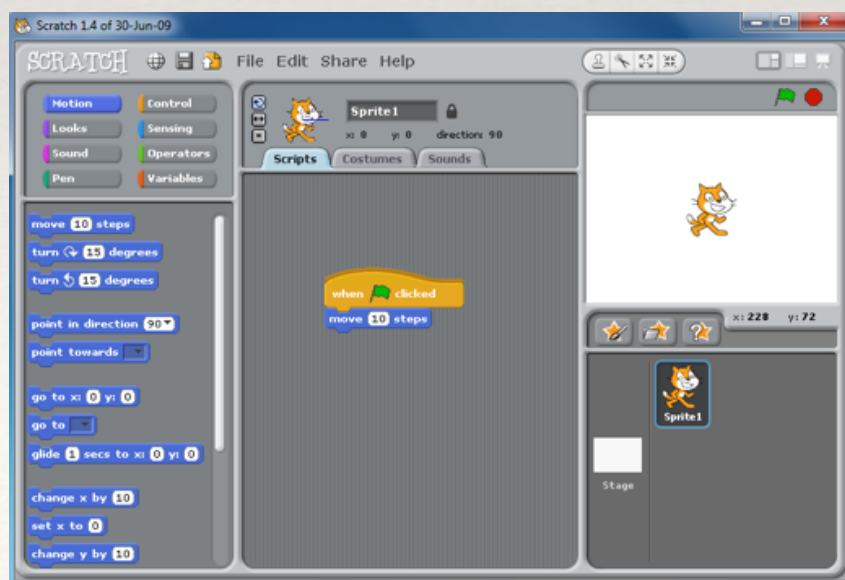 Scratch 1.4 of 30-Jun-09
SCRATCH File Edit Share Help
Motion Control
Looks Sensing
Sound Operators
Pen Variables
Sprite1
x: 0 y: 0 direction: 90
Scripts Costumes Sounds
move 10 steps
turn 15 degrees
turn 15 degrees
point in direction 90
point towards
go to x: 0 y: 0
go to
glide 1 secs to x: 0 y: 0
change x by 10
set x to 0
change y by 10
when clicked
move 10 steps
x: 228 y: 72
Sprite1
Stage